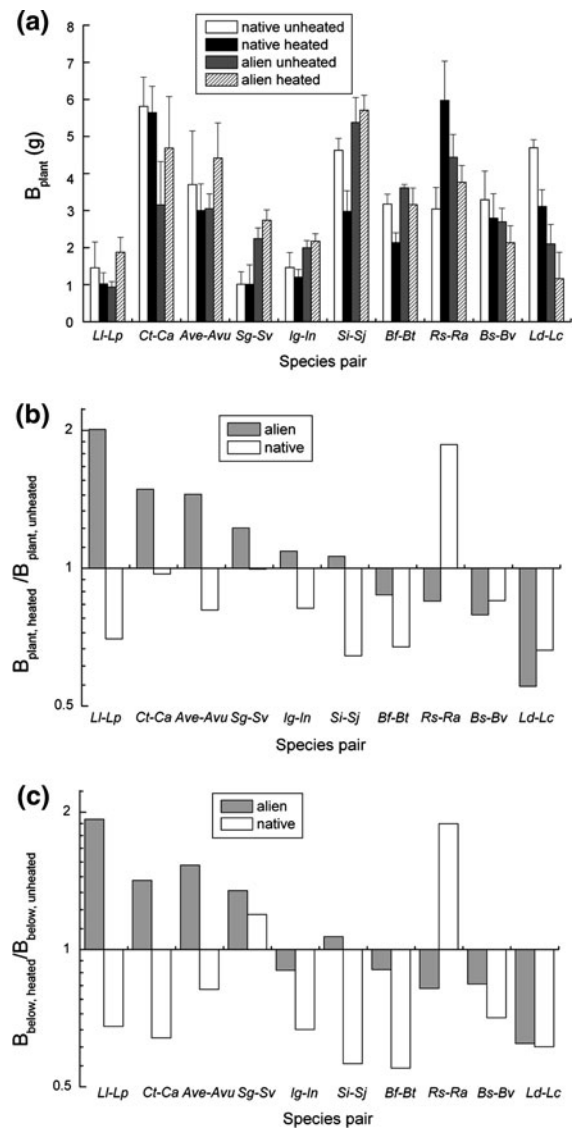 (a)
native unheated
native heated
alien unheated
alien heated
B plant (g)
8
7
6
5
4
3
2
1
0
Ll-Lp Ct-Ca Ave-Avu Sg-Sv Ig-In Si-Sj Bf-Bt Rs-Ra Bs-Bv Ld-Lc
Species pair
(b)
alien
native
B plant, heated/B plant, unheated
2
1
0.5
Ll-Lp Ct-Ca Ave-Avu Sg-Sv Ig-In Si-Sj Bf-Bt Rs-Ra Bs-Bv Ld-Lc
Species pair
(c)
alien
native
B below, heated/B below, unheated
2
1
0.5
Ll-Lp Ct-Ca Ave-Avu Sg-Sv Ig-In Si-Sj Bf-Bt Rs-Ra Bs-Bv Ld-Lc
Species pair